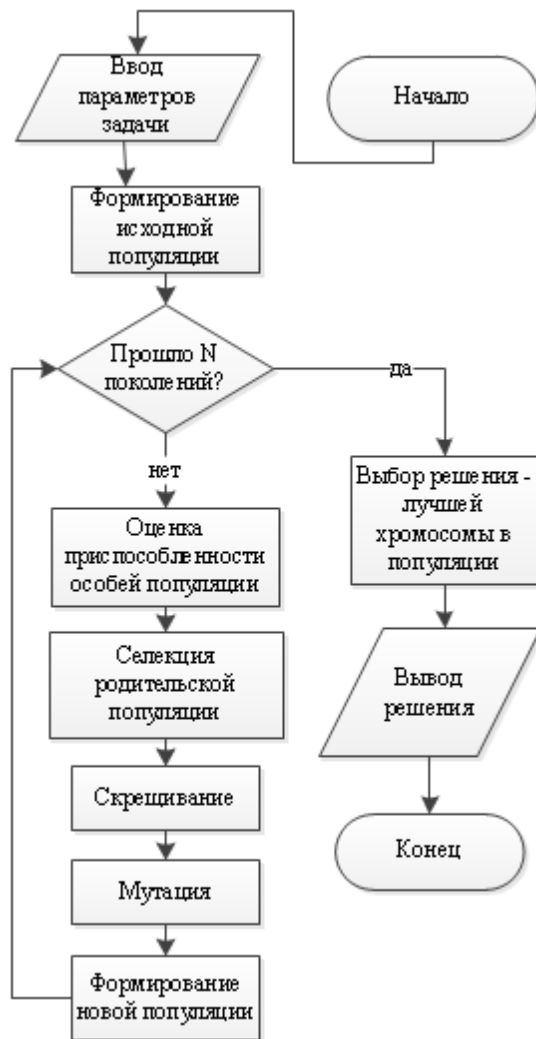 Начало
Ввод
параметров
задачи
Формирование
исходной
популяции
Прошло N
поколений?
да
нет
Оценка
приспособленности
особей популяции
Селекция
родительской
популяции
Скрещивание
Мутация
Формирование
новой популяции
Выбор решения -
лучшей
хромосомы в
популяции
Вывод
решения
Конец